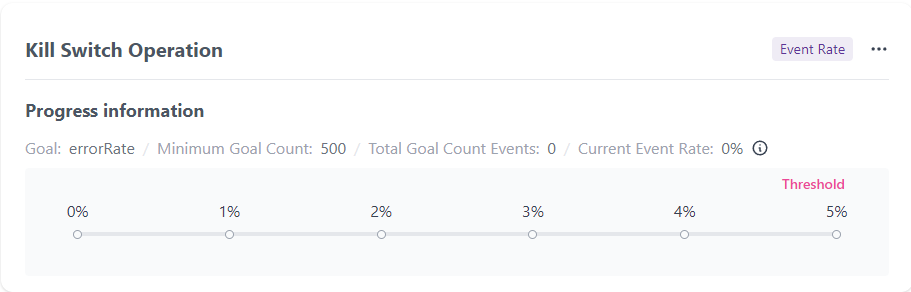 Kill Switch Operation Event Rate
Progress information
Goal: errorRate / Minimum Goal Count: 500 / Total Goal Count Events: 0 / Current Event Rate: 0%
Threshold
0% 1% 2% 3% 4% 5%